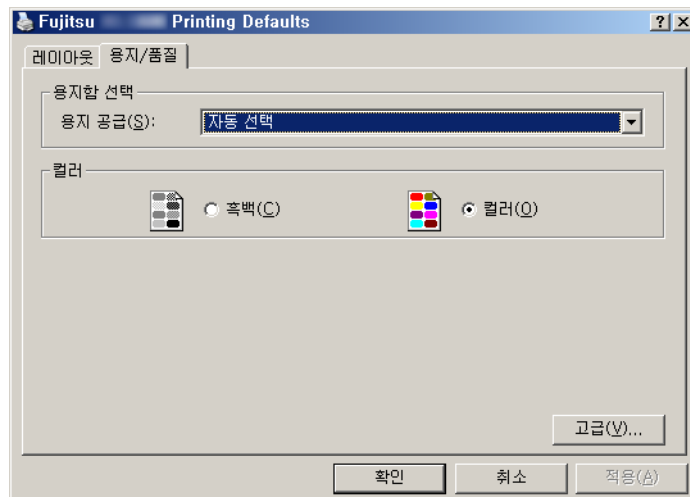 Fujitsu Printing Defaults
레이아웃 용지/품질
용지함 선택
용지 공급(S): 자동 선택
컬러
흑백(C) 컬러(O)
고급(V)...
확인 취소 적용(A)